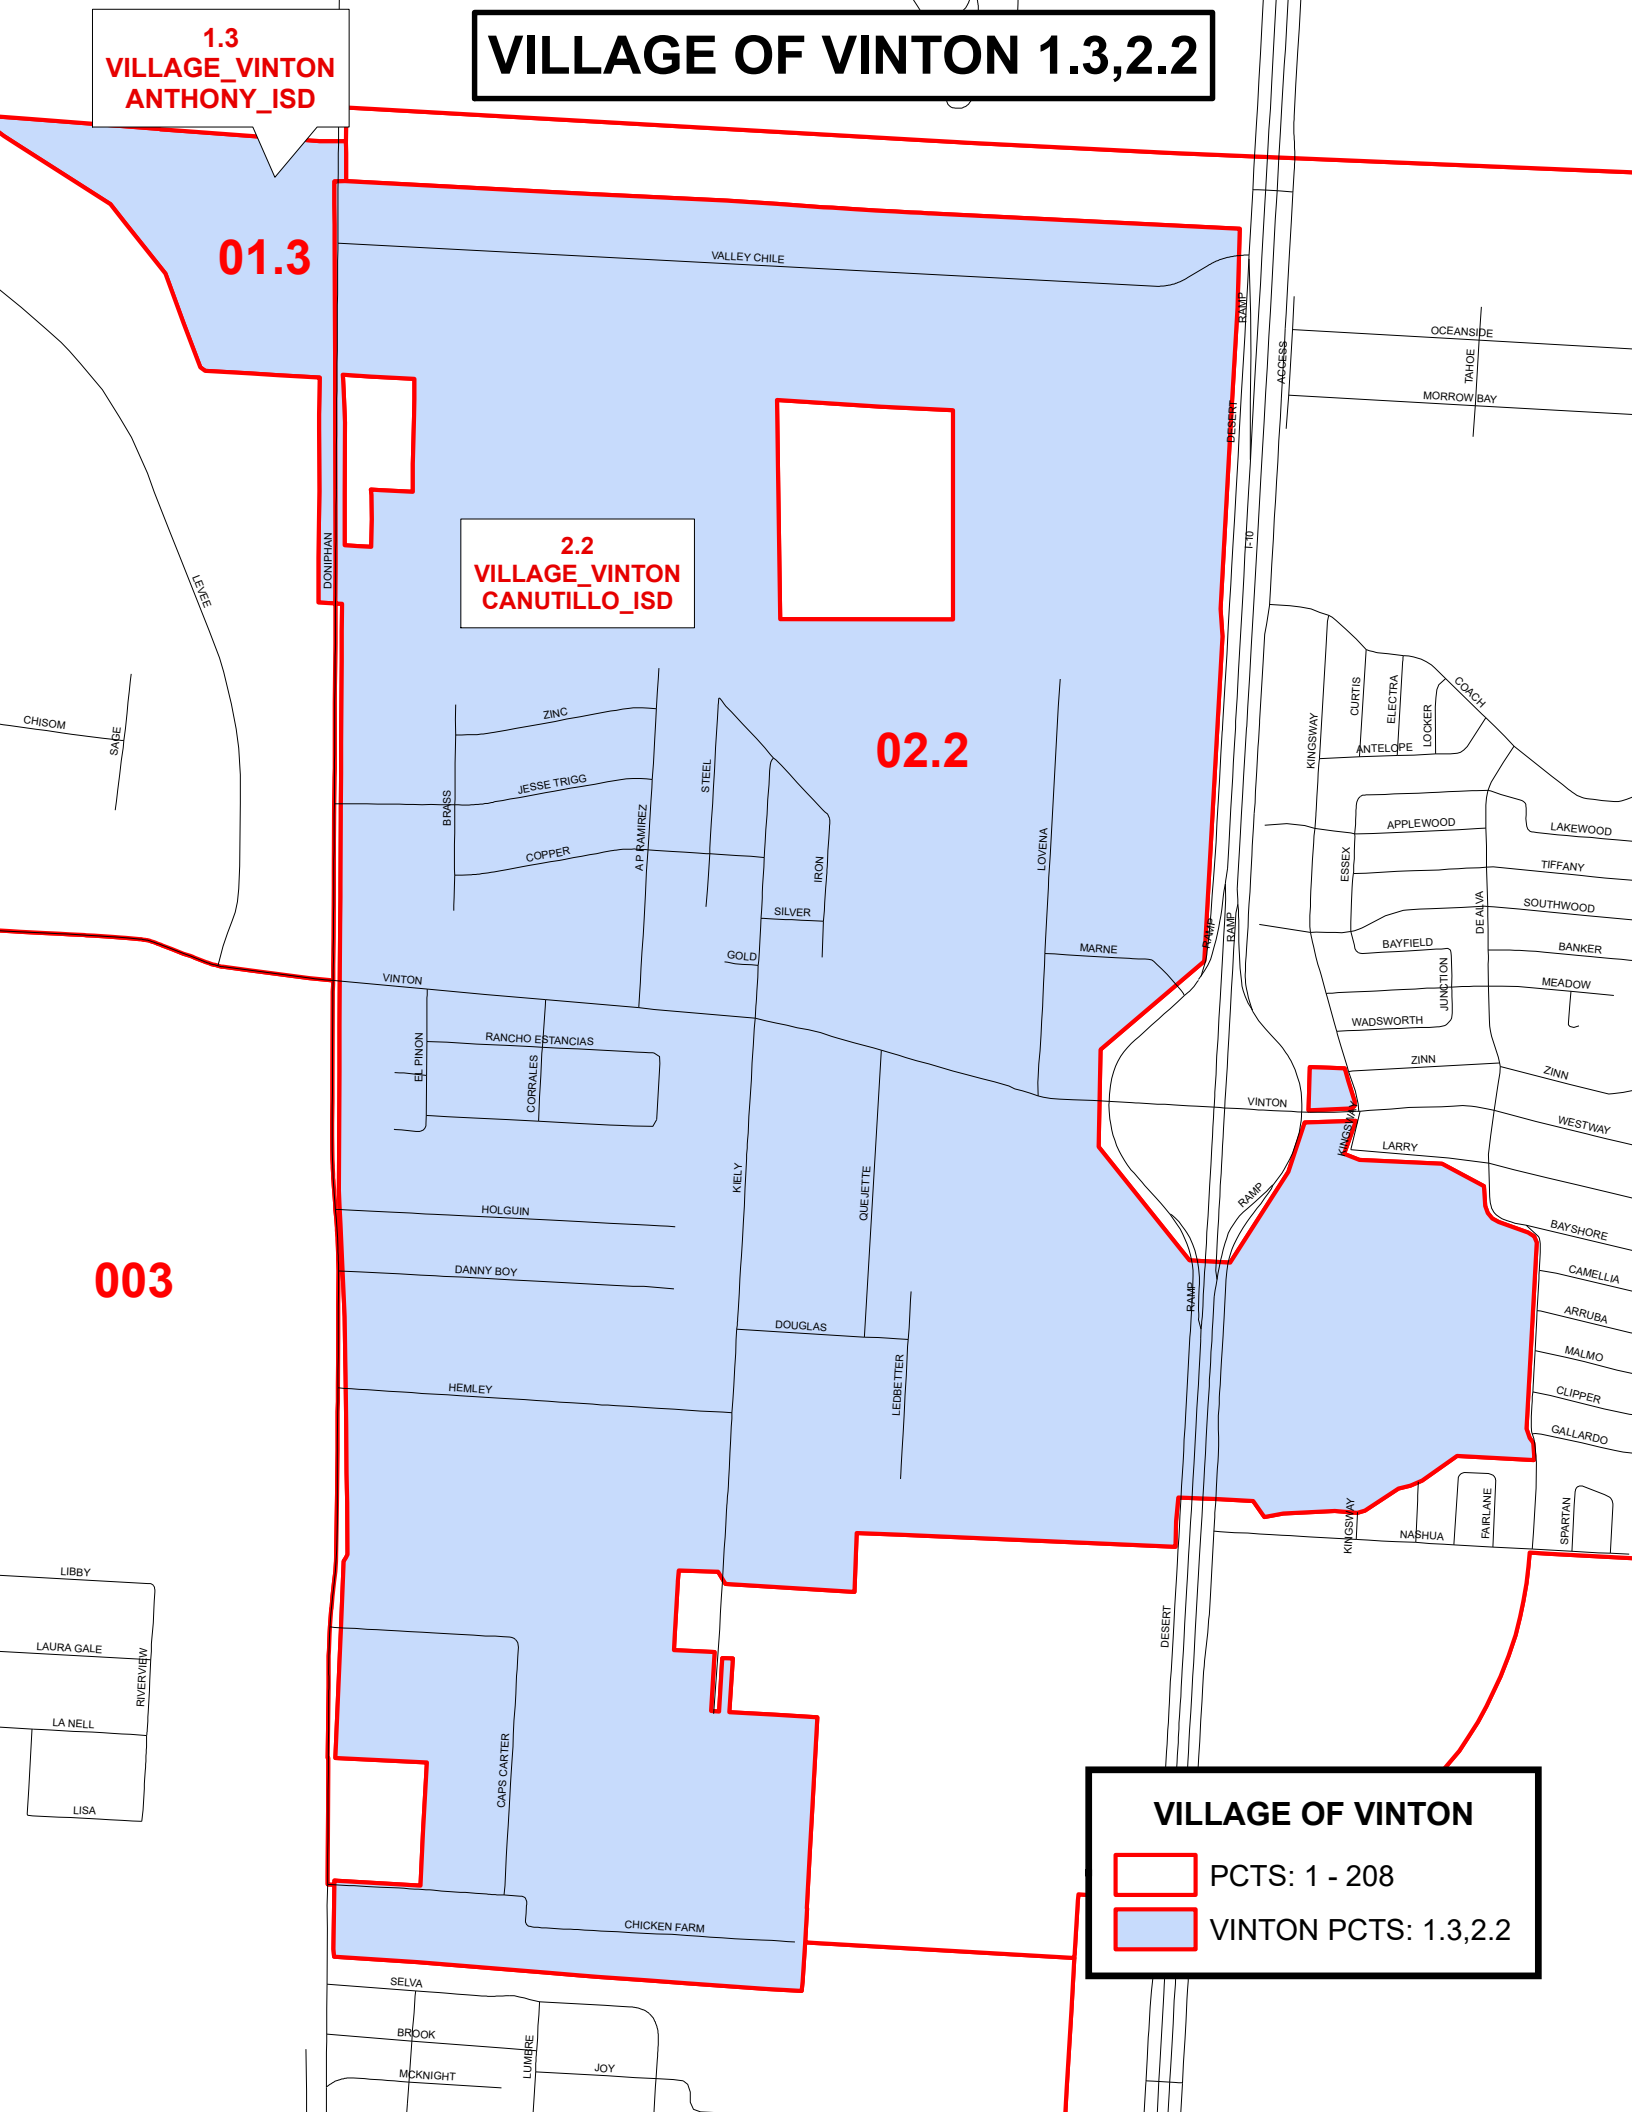 VILLAGE OF VINTON 1.3,2.2
1.3
VILLAGE_VINTON
ANTHONY_ISD
01.3
VALLEY CHILE
RAMP
DESERT
ACCESS
OCEANSIDE
TAHOE
MORROW BAY
I-10
DONIPHAN
LEVEE
2.2
VILLAGE_VINTON
CANUTILLO_ISD
CHISOM
SAGE
ZINC
JESSE TRIGG
BRASS
COPPER
A P RAMIREZ
STEEL
IRON
SILVER
GOLD
02.2
LOVENA
MARNE
RAMP
RAMP
KINGSWAY
CURTIS
ELECTRA
LOCKER
COACH
ANTELOPE
APPLEWOOD
LAKEWOOD
ESSEX
TIFFANY
DE ALVA
SOUTHWOOD
BAYFIELD
BANKER
JUNCTION
MEADOW
WADSWORTH
ZINN
ZINN
VINTON
EL PINON
RANCHO ESTANCIAS
CORRALES
VINTON
KINGSWAY
WESTWAY
LARRY
KIELY
QUEJETTE
RAMP
HOLGUIN
BAYSHORE
003
DANNY BOY
RAMP
CAMELLIA
DOUGLAS
ARRUBA
LEDBETTER
MALMO
HEMLEY
CLIPPER
GALLARDO
KINGSWAY
NASHUA
FAIRLANE
SPARTAN
LIBBY
LAURA GALE
RIVERVIEW
LA NELL
LISA
CAPS CARTER
DESERT
CHICKEN FARM
VILLAGE OF VINTON
PCTS: 1 - 208
VINTON PCTS: 1.3,2.2
SELVA
BROOK
LUMBRE
MCKNIGHT
JOY